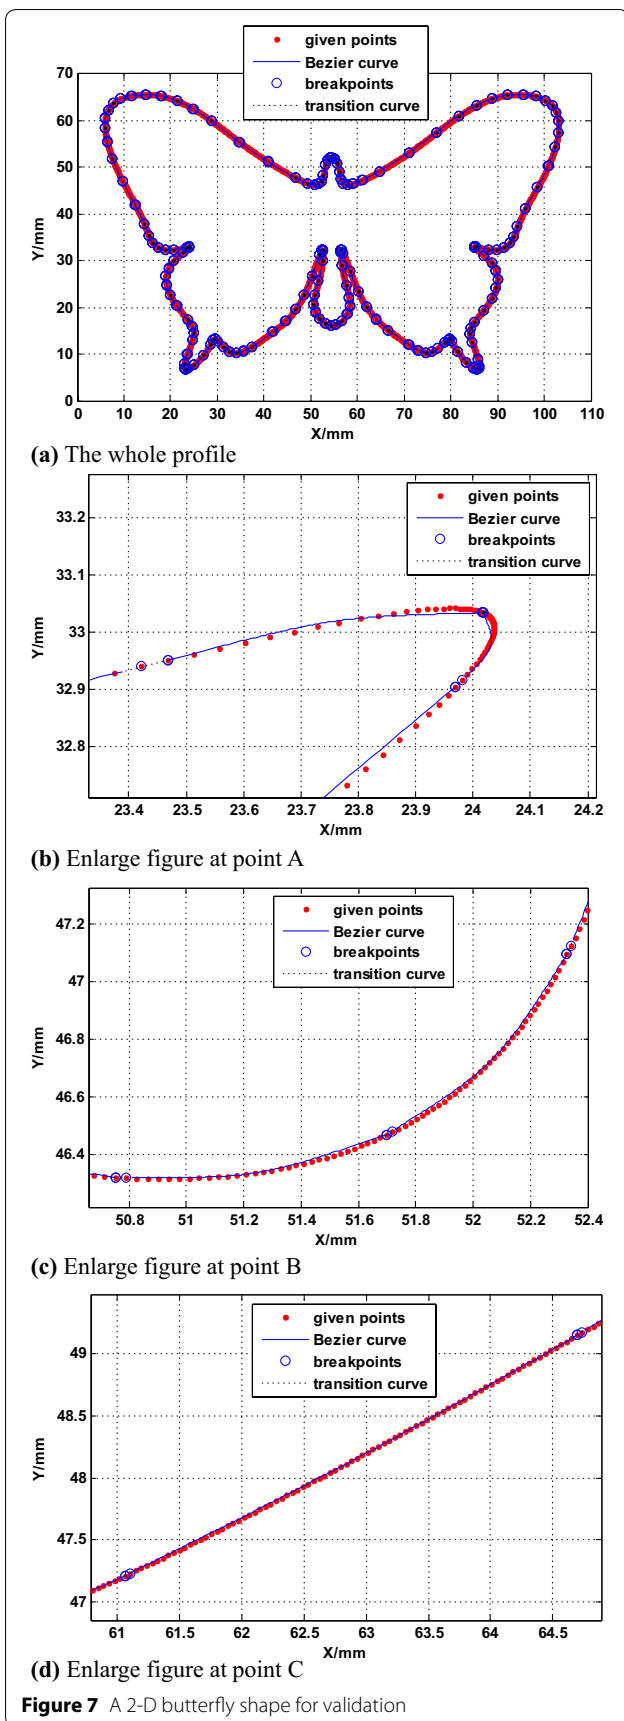 given points
Bezier curve
breakpoints
transition curve
70
60
50
40
30
20
10
0
Y/mm
0 10 20 30 40 50 60 70 80 90 100 110
X/mm
(a) The whole profile
given points
Bezier curve
breakpoints
transition curve
33.2
33.1
33
32.9
32.8
Y/mm
23.4 23.5 23.6 23.7 23.8 23.9 24 24.1 24.2
X/mm
(b) Enlarge figure at point A
given points
Bezier curve
breakpoints
transition curve
47.2
47
46.8
46.6
46.4
Y/mm
50.8 51 51.2 51.4 51.6 51.8 52 52.2 52.4
X/mm
(c) Enlarge figure at point B
given points
Bezier curve
breakpoints
transition curve
49
48.5
48
47.5
47
Y/mm
61 61.5 62 62.5 63 63.5 64 64.5
X/mm
(d) Enlarge figure at point C
Figure 7 A 2-D butterfly shape for validation